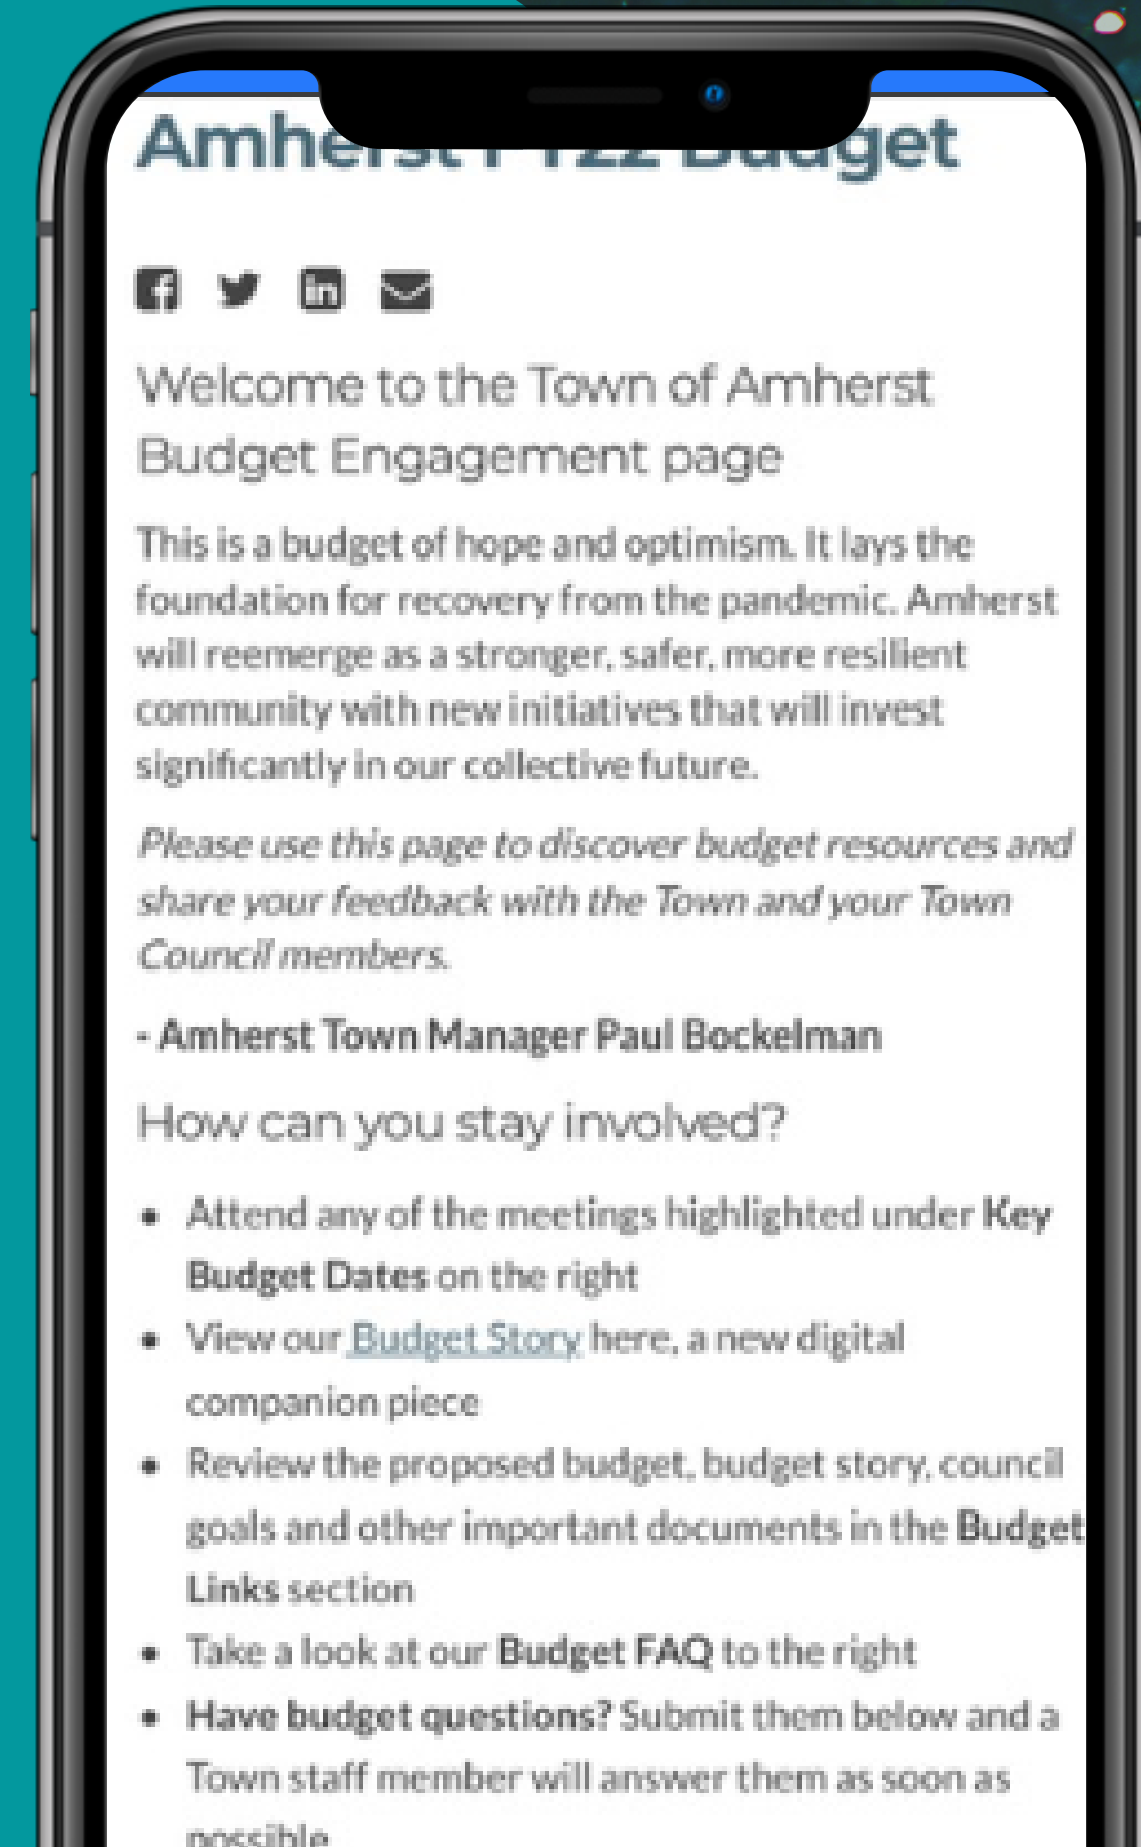 Amherst FY22 Budget
Welcome to the Town of Amherst
Budget Engagement page
This is a budget of hope and optimism. It lays the
foundation for recovery from the pandemic. Amherst
will reemerge as a stronger, safer, more resilient
community with new initiatives that will invest
significantly in our collective future.
Please use this page to discover budget resources and
share your feedback with the Town and your Town
Council members.
- Amherst Town Manager Paul Bockelman
How can you stay involved?
• Attend any of the meetings highlighted under Key
Budget Dates on the right
• View our Budget Story here, a new digital
companion piece
• Review the proposed budget, budget story, council
goals and other important documents in the Budget
Links section
• Take a look at our Budget FAQ to the right
• Have budget questions? Submit them below and a
Town staff member will answer them as soon as
possible